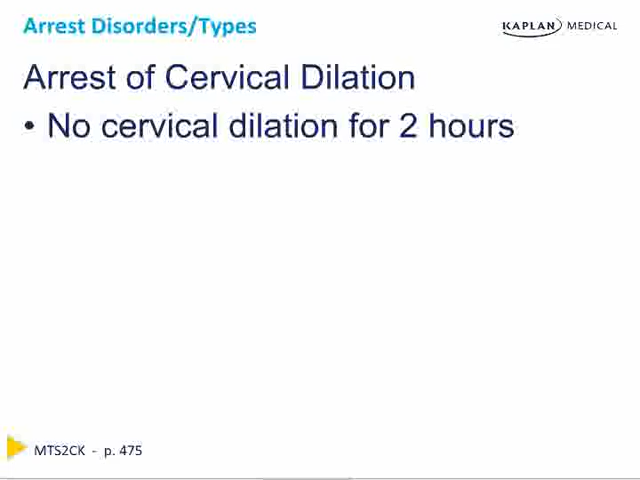 Arrest Disorders/Types
KAPLAN MEDICAL
Arrest of Cervical Dilation
• No cervical dilation for 2 hours
MTS2CK - p. 475